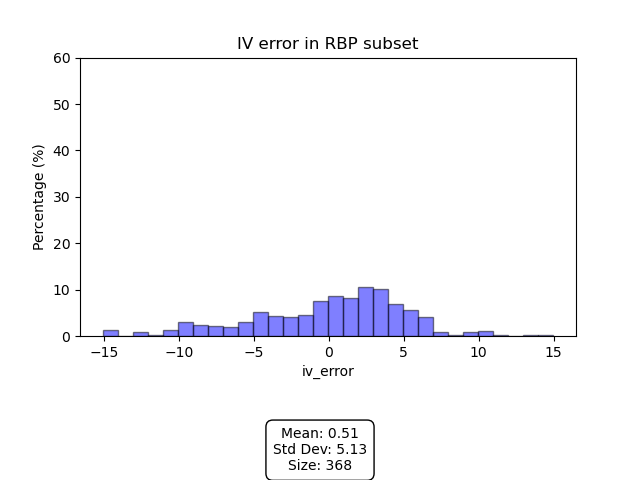 IV error in RBP subset
60
50
40
30
20
10
0
Percentage (%)
−15 −10 −5 0 5 10 15
iv_error
Mean: 0.51
Std Dev: 5.13
Size: 368